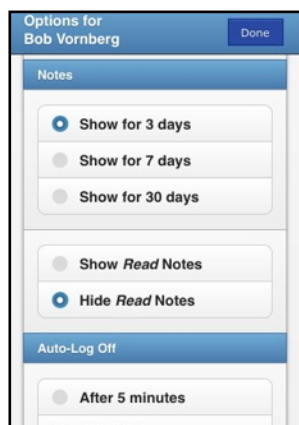 Options for
Bob Vornberg
Done
Notes
Show for 3 days
Show for 7 days
Show for 30 days
Show Read Notes
Hide Read Notes
Auto-Log Off
After 5 minutes